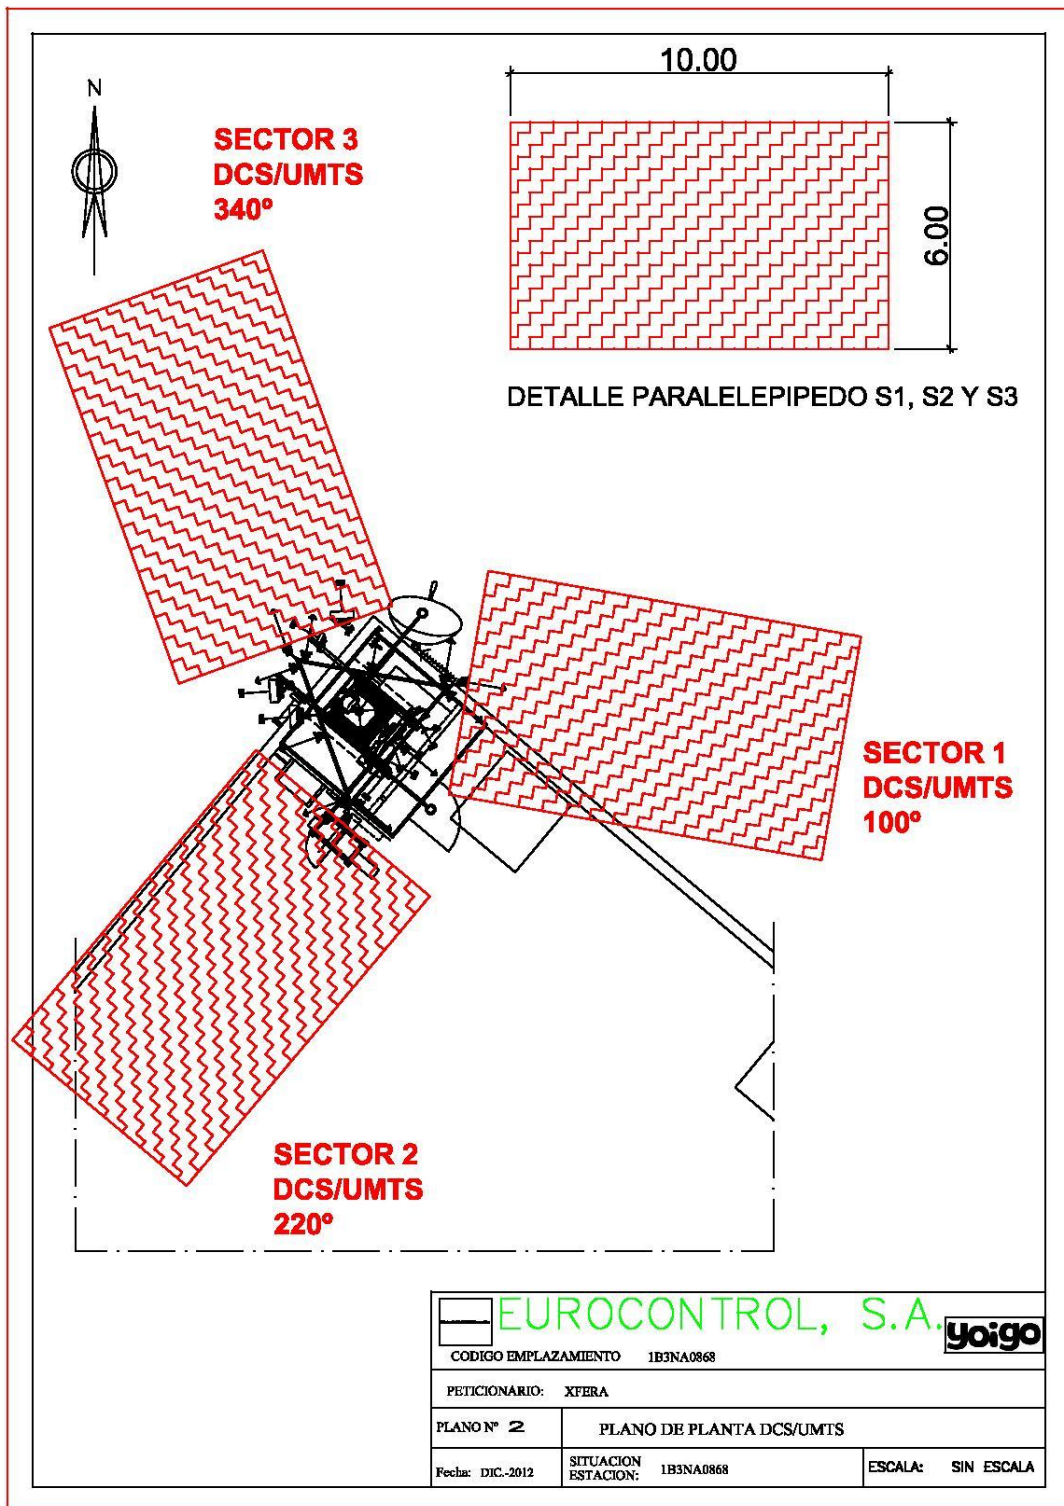 N
SECTOR 3
DCS/UMTS
340º
10.00
6.00
DETALLE PARALELEPIPEDO S1, S2 Y S3
SECTOR 1
DCS/UMTS
100º
SECTOR 2
DCS/UMTS
220º
EUROCONTROL, S.A.
yoigo
CODIGO EMPLAZAMIENTO 1B3NA0868
PETICIONARIO: XFERA
PLANO Nº 2
PLANO DE PLANTA DCS/UMTS
Fecha: DIC.-2012
SITUACION
ESTACION: 1B3NA0868
ESCALA: SIN ESCALA